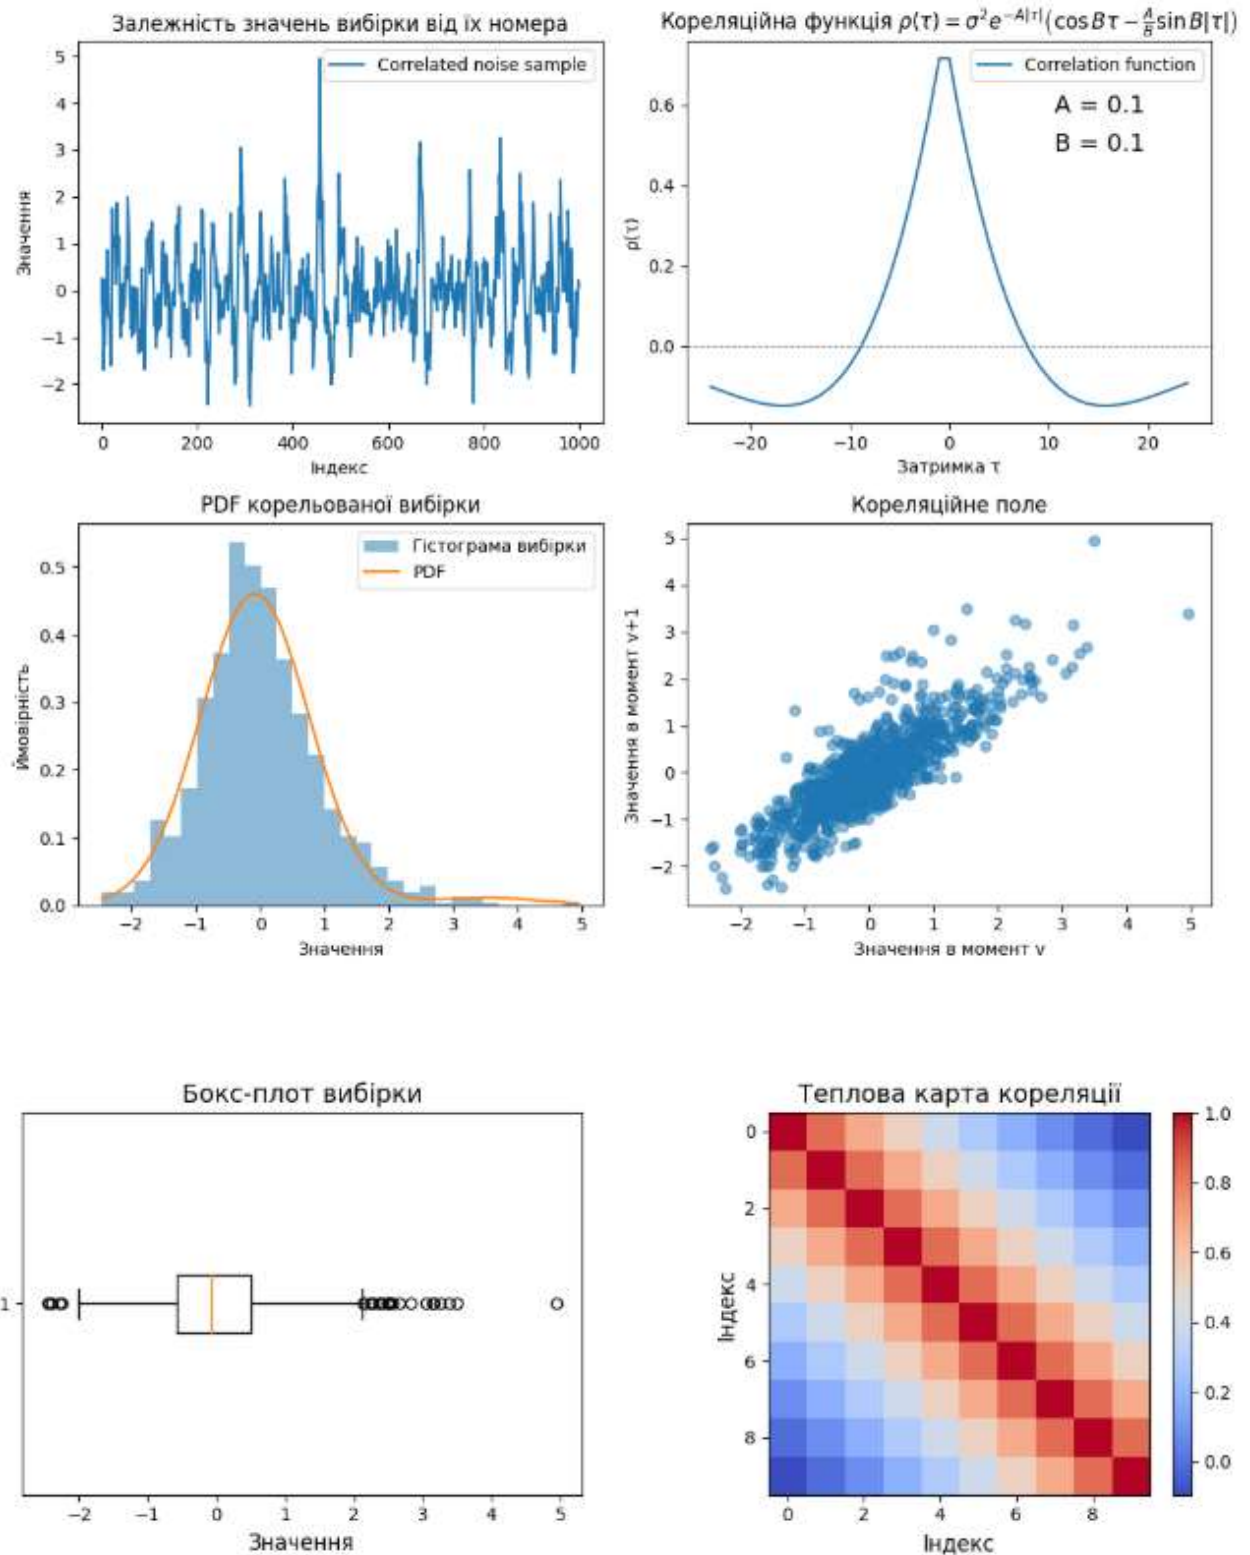 Залежність значень вибірки від їх номера
Correlated noise sample
5
4
3
2
1
0
−1
−2
Значення
0 200 400 600 800 1000
Індекс
Кореляційна функція ρ(τ) = σ²e^{−A|τ|}(cosBτ − A/B sinB|τ|)
Correlation function
A = 0.1
B = 0.1
0.6
0.4
0.2
0.0
ρ(τ)
−20 −10 0 10 20
Затримка τ
PDF корельованої вибірки
Гістограма вибірки
PDF
0.5
0.4
0.3
0.2
0.1
0.0
Ймовірність
−2 −1 0 1 2 3 4 5
Значення
Кореляційне поле
5
4
3
2
1
0
−1
−2
Значення в момент v+1
−2 −1 0 1 2 3 4 5
Значення в момент v
Бокс-плот вибірки
1
−2 −1 0 1 2 3 4 5
Значення
Теплова карта кореляції
0
2
4
6
8
Індекс
0 2 4 6 8
Індекс
1.0
0.8
0.6
0.4
0.2
0.0